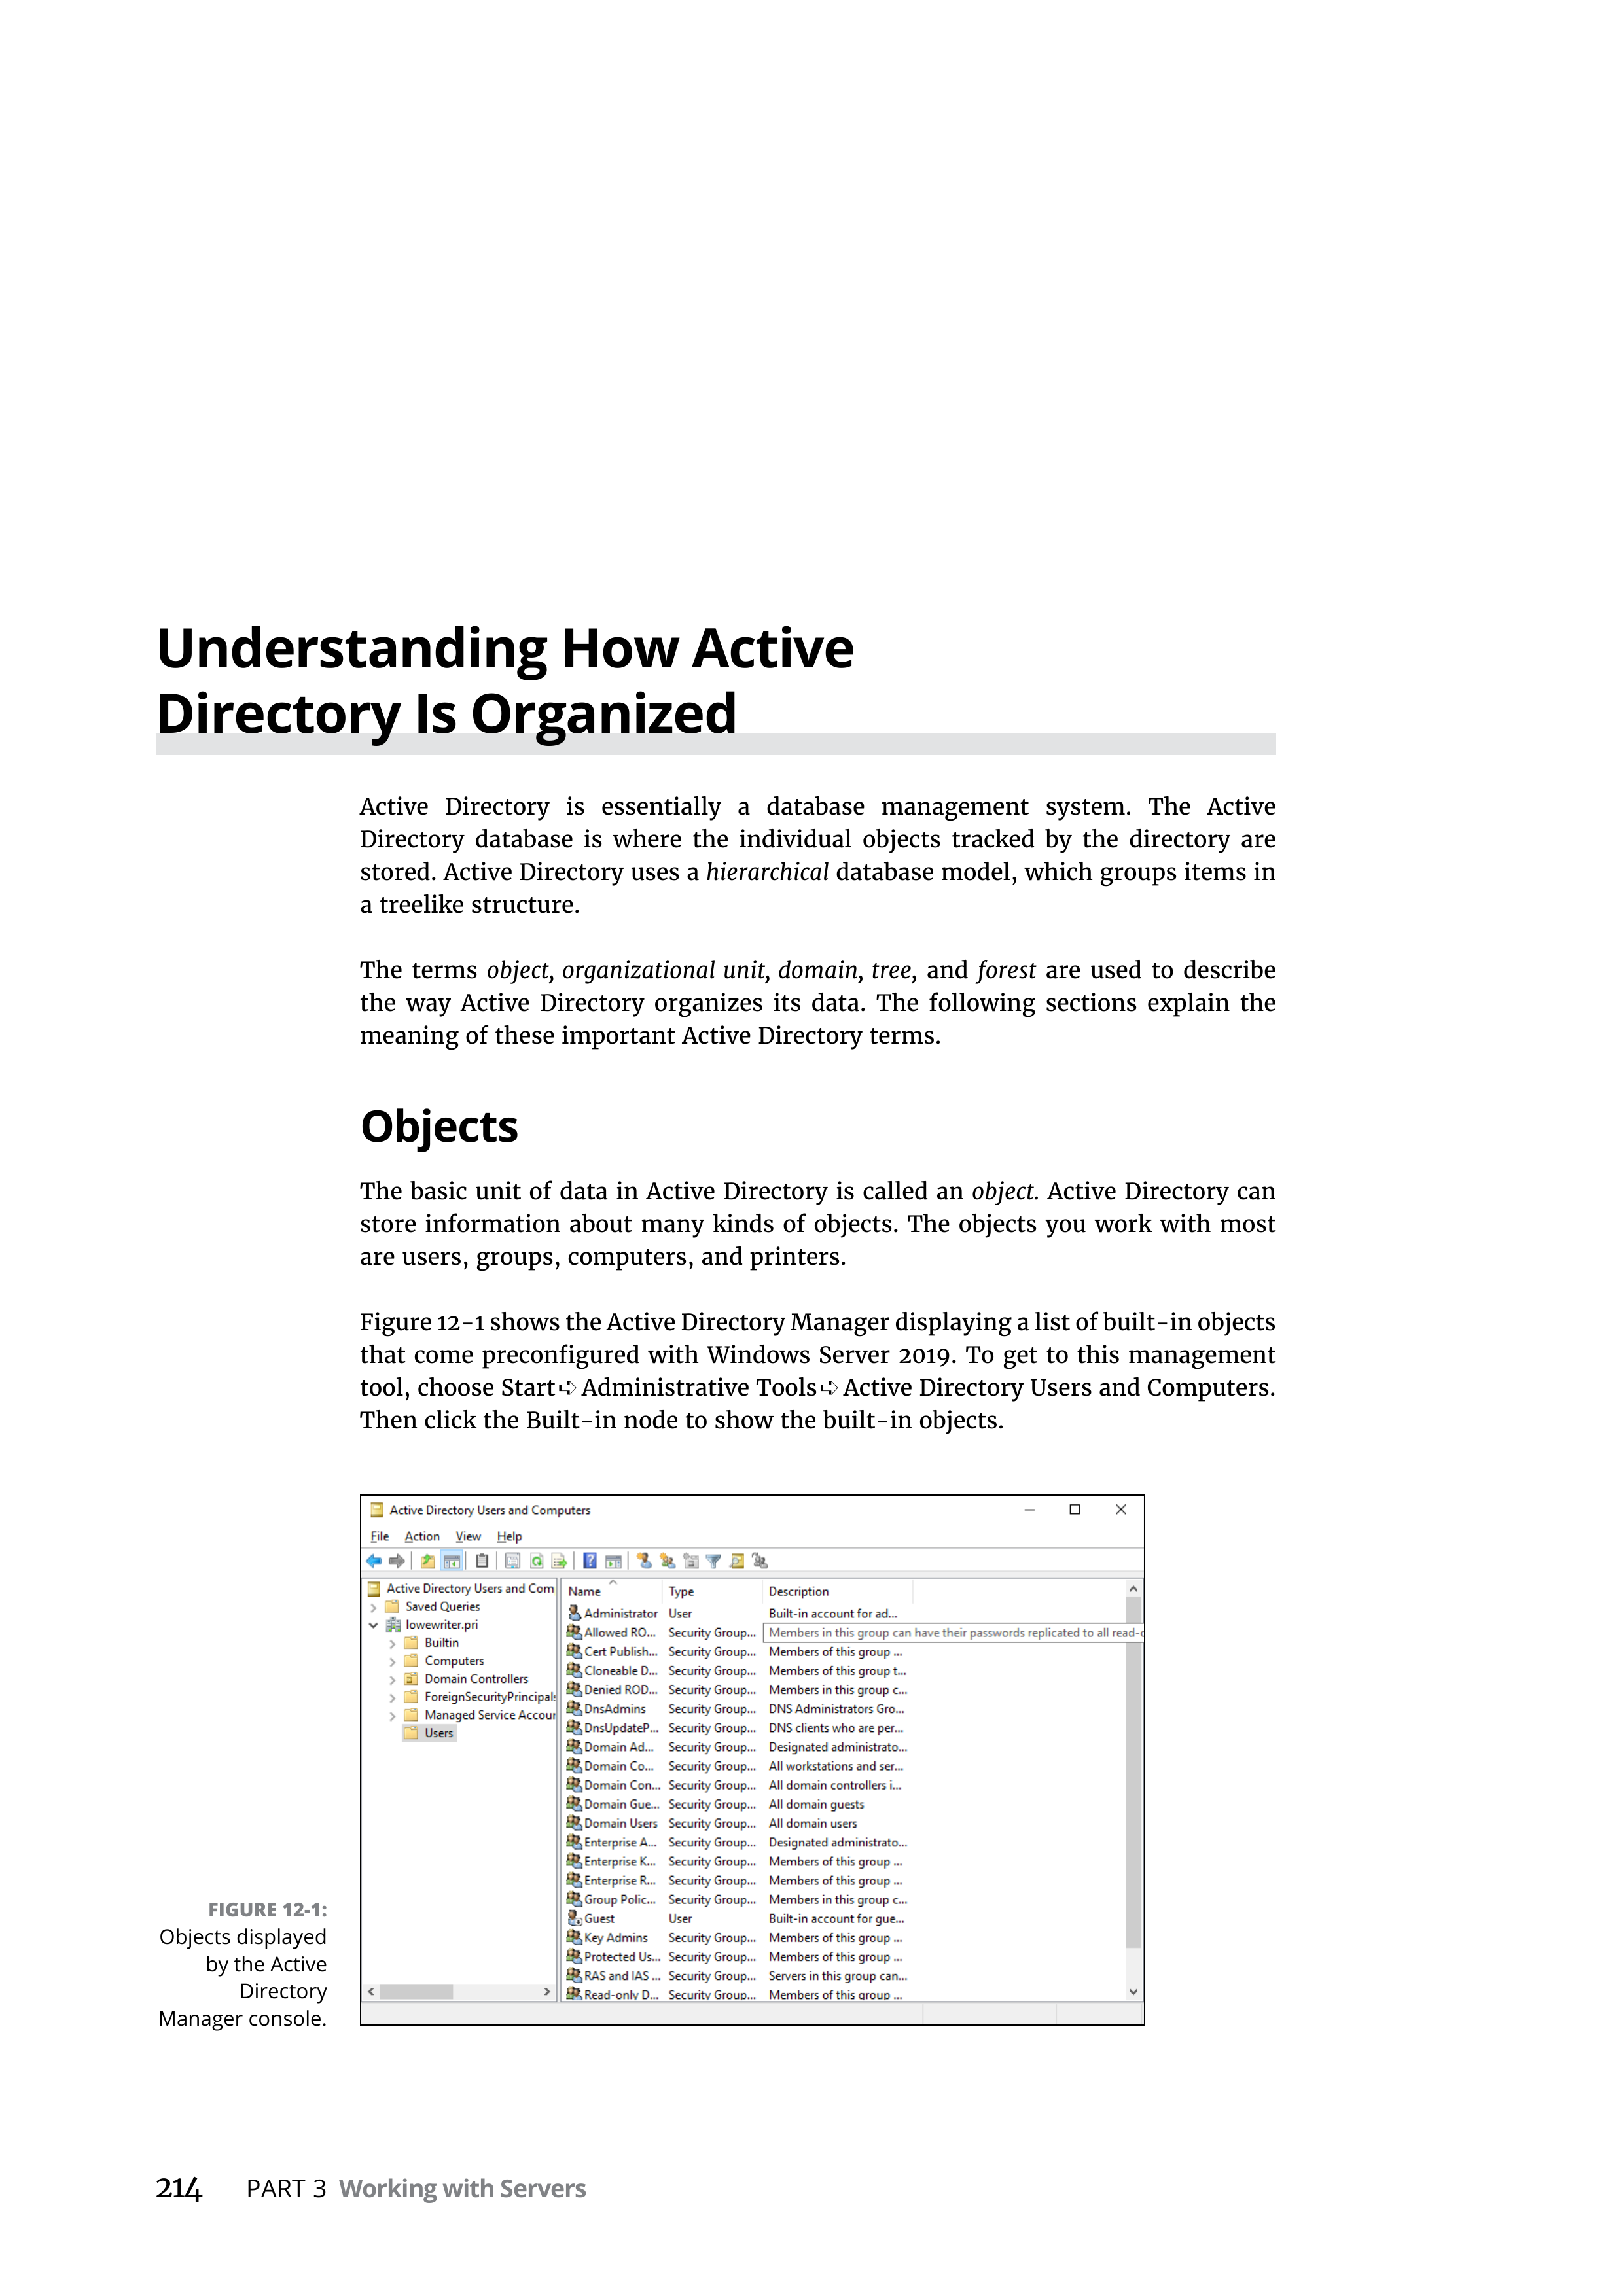 Understanding How Active
Directory Is Organized
Active Directory is essentially a database management system. The Active
Directory database is where the individual objects tracked by the directory are
stored. Active Directory uses a hierarchical database model, which groups items in
a treelike structure.
The terms object, organizational unit, domain, tree, and forest are used to describe
the way Active Directory organizes its data. The following sections explain the
meaning of these important Active Directory terms.
Objects
The basic unit of data in Active Directory is called an object. Active Directory can
store information about many kinds of objects. The objects you work with most
are users, groups, computers, and printers.
Figure 12-1 shows the Active Directory Manager displaying a list of built-in objects
that come preconfigured with Windows Server 2019. To get to this management
tool, choose Start➪Administrative Tools➪Active Directory Users and Computers.
Then click the Built-in node to show the built-in objects.
Active Directory Users and Computers
File Action View Help
Active Directory Users and Com
Saved Queries
lowewriter.pri
Builtin
Computers
Domain Controllers
ForeignSecurityPrincipals
Managed Service Accour
Users
Name Type Description
Administrator User Built-in account for ad...
Allowed RO... Security Group... Members in this group can have their passwords replicated to all read-o
Cert Publish... Security Group... Members of this group ...
Cloneable D... Security Group... Members of this group t...
Denied ROD... Security Group... Members in this group c...
DnsAdmins Security Group... DNS Administrators Gro...
DnsUpdateP... Security Group... DNS clients who are per...
Domain Ad... Security Group... Designated administrato...
Domain Co... Security Group... All workstations and ser...
Domain Con... Security Group... All domain controllers i...
Domain Gue... Security Group... All domain guests
Domain Users Security Group... All domain users
Enterprise A... Security Group... Designated administrato...
Enterprise K... Security Group... Members of this group ...
Enterprise R... Security Group... Members of this group ...
Group Polic... Security Group... Members in this group c...
Guest User Built-in account for gue...
Key Admins Security Group... Members of this group ...
Protected Us... Security Group... Members of this group ...
RAS and IAS ... Security Group... Servers in this group can...
Read-only D... Security Group... Members of this group ...
FIGURE 12-1:
Objects displayed
by the Active
Directory
Manager console.
214 PART 3 Working with Servers